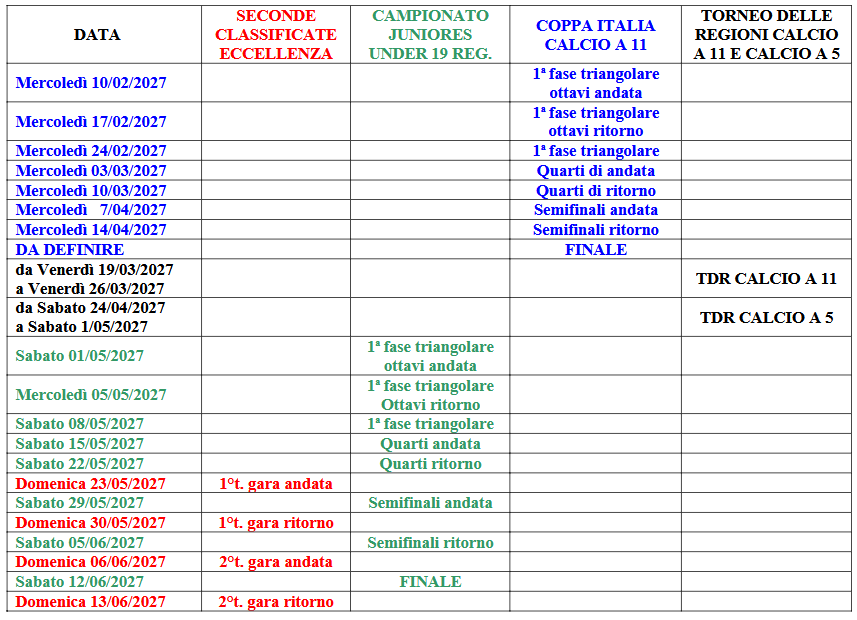 DATA
SECONDE
CLASSIFICATE
ECCELLENZA
CAMPIONATO
JUNIORES
UNDER 19 REG.
COPPA ITALIA
CALCIO A 11
TORNEO DELLE
REGIONI CALCIO
A 11 E CALCIO A 5
Mercoledì 10/02/2027
1ª fase triangolare
ottavi andata
Mercoledì 17/02/2027
1ª fase triangolare
ottavi ritorno
Mercoledì 24/02/2027
1ª fase triangolare
Mercoledì 03/03/2027
Quarti di andata
Mercoledì 10/03/2027
Quarti di ritorno
Mercoledì 7/04/2027
Semifinali andata
Mercoledì 14/04/2027
Semifinali ritorno
DA DEFINIRE
FINALE
da Venerdì 19/03/2027
a Venerdì 26/03/2027
TDR CALCIO A 11
da Sabato 24/04/2027
a Sabato 1/05/2027
TDR CALCIO A 5
Sabato 01/05/2027
1ª fase triangolare
ottavi andata
Mercoledì 05/05/2027
1ª fase triangolare
Ottavi ritorno
Sabato 08/05/2027
1ª fase triangolare
Sabato 15/05/2027
Quarti andata
Sabato 22/05/2027
Quarti ritorno
Domenica 23/05/2027
1°t. gara andata
Sabato 29/05/2027
Semifinali andata
Domenica 30/05/2027
1°t. gara ritorno
Sabato 05/06/2027
Semifinali ritorno
Domenica 06/06/2027
2°t. gara andata
Sabato 12/06/2027
FINALE
Domenica 13/06/2027
2°t. gara ritorno